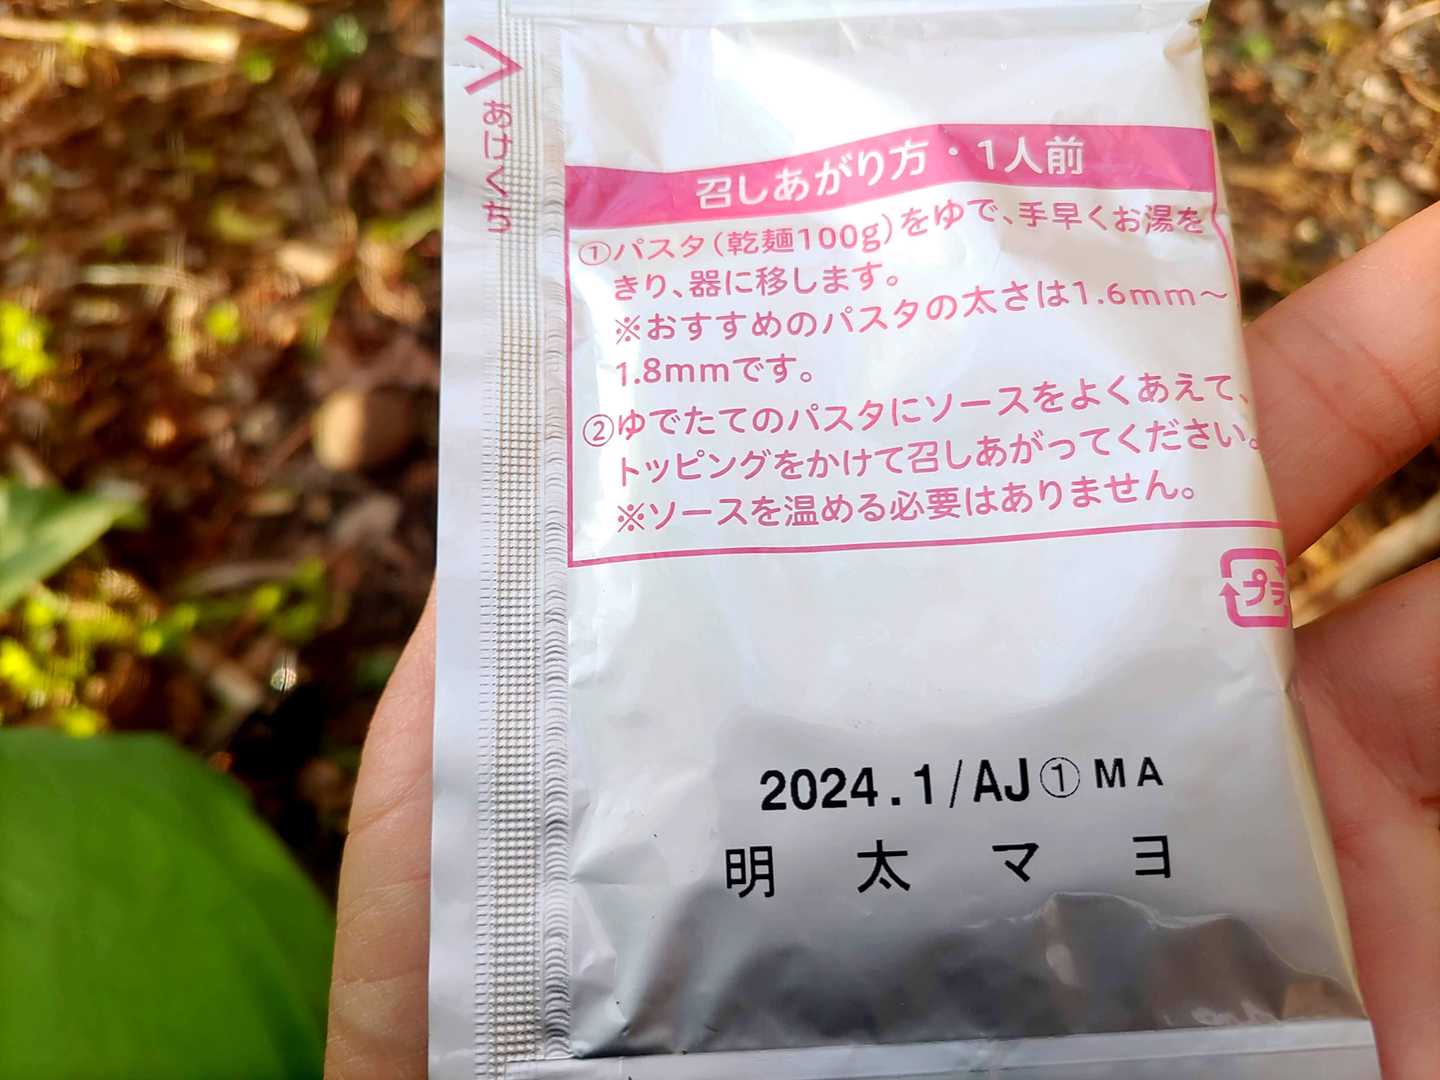 あけくち
召しあがり方・1人前
①パスタ(乾麺100g)をゆで、手早くお湯を
きり、器に移します。
※おすすめのパスタの太さは1.6mm〜
1.8mmです。
②ゆでたてのパスタにソースをよくあえて、
トッピングをかけて召しあがってください。
※ソースを温める必要はありません。
プラ
2024.1/AJ①MA
明太マヨ